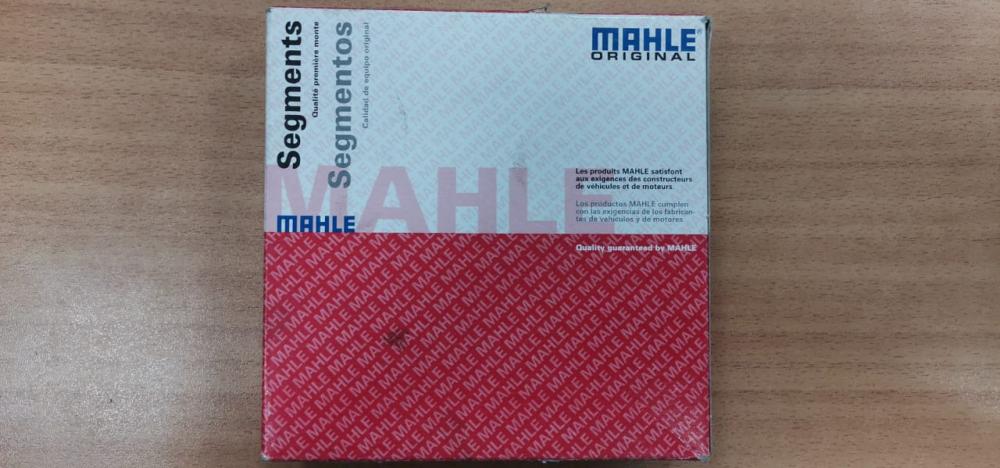 Segments
Qualité première monte
Segmentos
Calidad de equipo original
MAHLE
ORIGINAL
MAHLE
Les produits MAHLE satisfont
aux exigences des constructeurs
de véhicules et de moteurs.
Los productos MAHLE cumplen
con las exigencias de los fabrican-
tes de vehículos y de motores.
MAHLE
Quality guaranteed by MAHLE